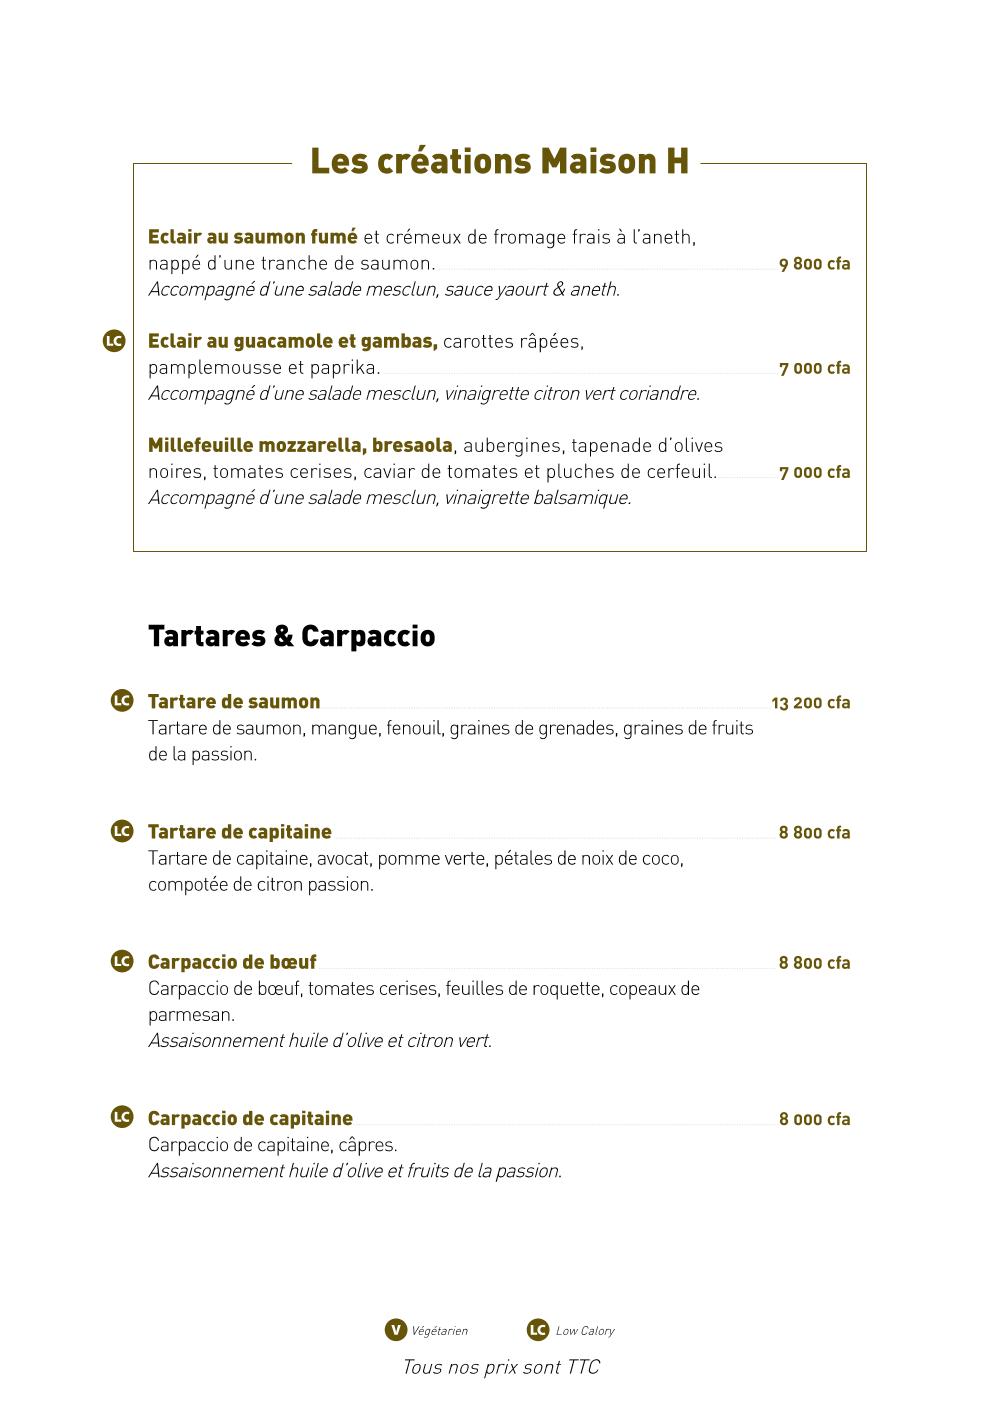 Les créations Maison H
Eclair au saumon fumé et crémeux de fromage frais à l'aneth,
nappé d'une tranche de saumon. 9 800 cfa
Accompagné d'une salade mesclun, sauce yaourt & aneth.
LC Eclair au guacamole et gambas, carottes râpées,
pamplemousse et paprika. 7 000 cfa
Accompagné d'une salade mesclun, vinaigrette citron vert coriandre.
Millefeuille mozzarella, bresaola, aubergines, tapenade d'olives
noires, tomates cerises, caviar de tomates et pluches de cerfeuil. 7 000 cfa
Accompagné d'une salade mesclun, vinaigrette balsamique.
Tartares & Carpaccio
LC Tartare de saumon 13 200 cfa
Tartare de saumon, mangue, fenouil, graines de grenades, graines de fruits
de la passion.
LC Tartare de capitaine 8 800 cfa
Tartare de capitaine, avocat, pomme verte, pétales de noix de coco,
compotée de citron passion.
LC Carpaccio de bœuf 8 800 cfa
Carpaccio de bœuf, tomates cerises, feuilles de roquette, copeaux de
parmesan.
Assaisonnement huile d'olive et citron vert.
LC Carpaccio de capitaine 8 000 cfa
Carpaccio de capitaine, câpres.
Assaisonnement huile d'olive et fruits de la passion.
V Végétarien LC Low Calory
Tous nos prix sont TTC